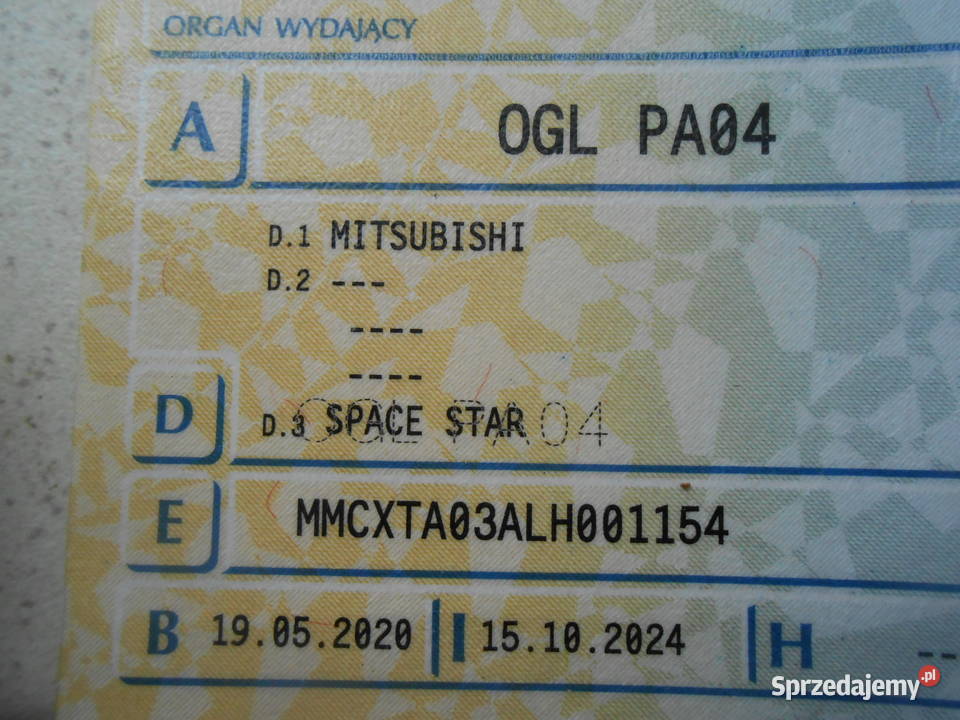 ORGAN WYDAJĄCY
A OGL PA04
D.1 MITSUBISHI
D.2 ---
----
----
D D.3 SPACE STAR
OGL PA04
E MMCXTA03ALH001154
B 19.05.2020 I 15.10.2024 H --
Sprzedajemy.pl